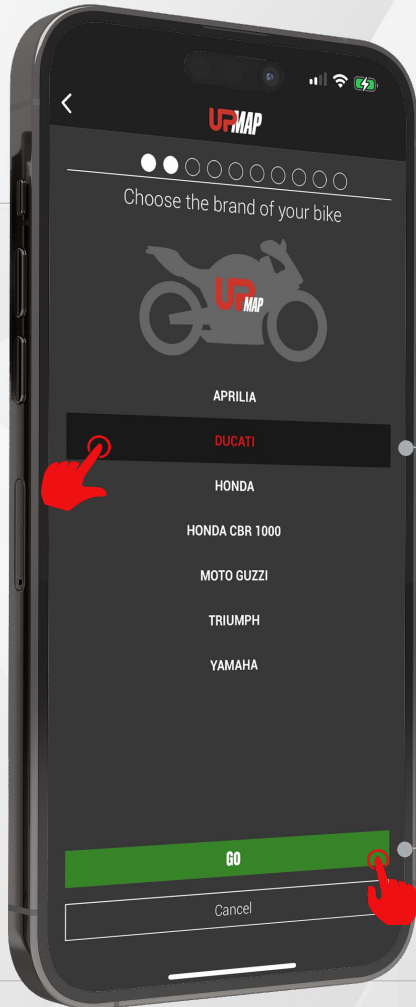 UPMAP
Choose the brand of your bike
UPMAP
APRILIA
DUCATI
HONDA
HONDA CBR 1000
MOTO GUZZI
TRIUMPH
YAMAHA
GO
Cancel